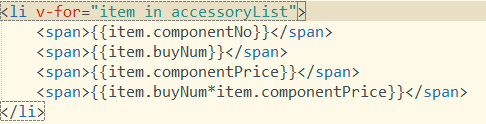 <li v-for="item in accessoryList">
<span>{{item.componentNo}}</span>
<span>{{item.buyNum}}</span>
<span>{{item.componentPrice}}</span>
<span>{{item.buyNum*item.componentPrice}}</span>
</li>